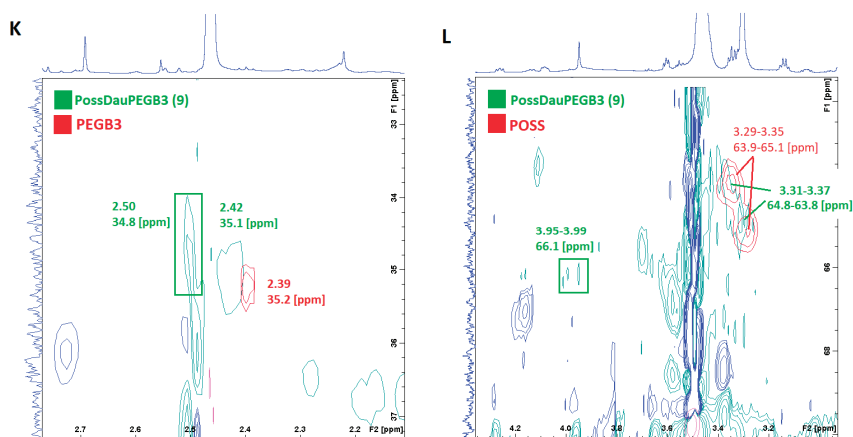 K
PossDauPEGB3 (9)
PEGB3
2.50
34.8 [ppm]
2.42
35.1 [ppm]
2.39
35.2 [ppm]
F1 [ppm]
33
34
35
36
37
2.7
2.6
2.5
2.4
2.3
2.2
F2 [ppm]
L
PossDauPEGB3 (9)
POSS
3.29-3.35
63.9-65.1 [ppm]
3.31-3.37
64.8-63.8 [ppm]
3.95-3.99
66.1 [ppm]
F1 [ppm]
66
68
4.2
4.0
3.8
3.6
3.4
3.2
F2 [ppm]